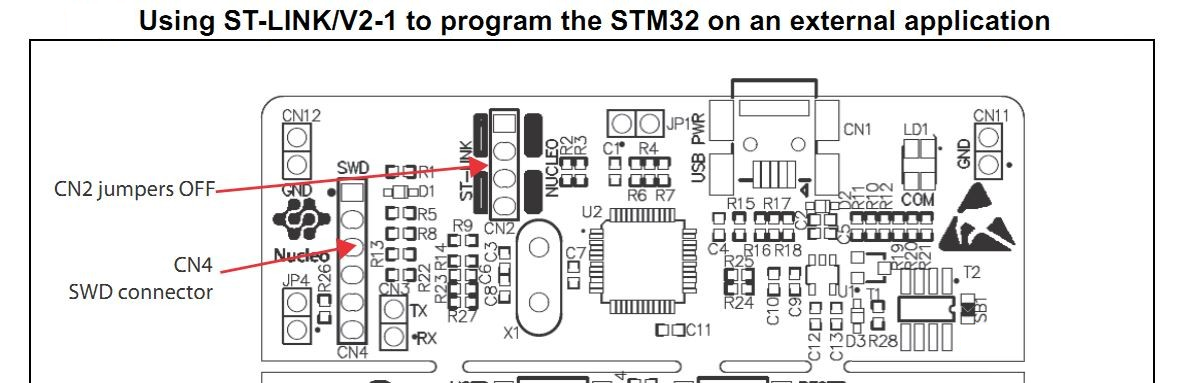 Using ST-LINK/V2-1 to program the STM32 on an external application
CN12
CN11
JP1
USB PWR
CN1
LD1
GND
COM
ST-LINK
NUCLEO
R2
R3
C1
R4
R6 R7
SWD
R1
CN2 jumpers OFF
GND
D1
R5
R8
Nucleo
CN2
U2
R9
R15 R17
C2
D2
R11
R10
R12
C5
C4
R16 R18
R13
R14
C3
C7
CN4
SWD connector
R22
R23
C6
C8
R25
R24
C10
C9
U1
T1
R19
R20
R21
T2
JP4
R26
CN3
TX
RX
R27
X1
C11
C12
C13
D3
R28
SB1
CN4